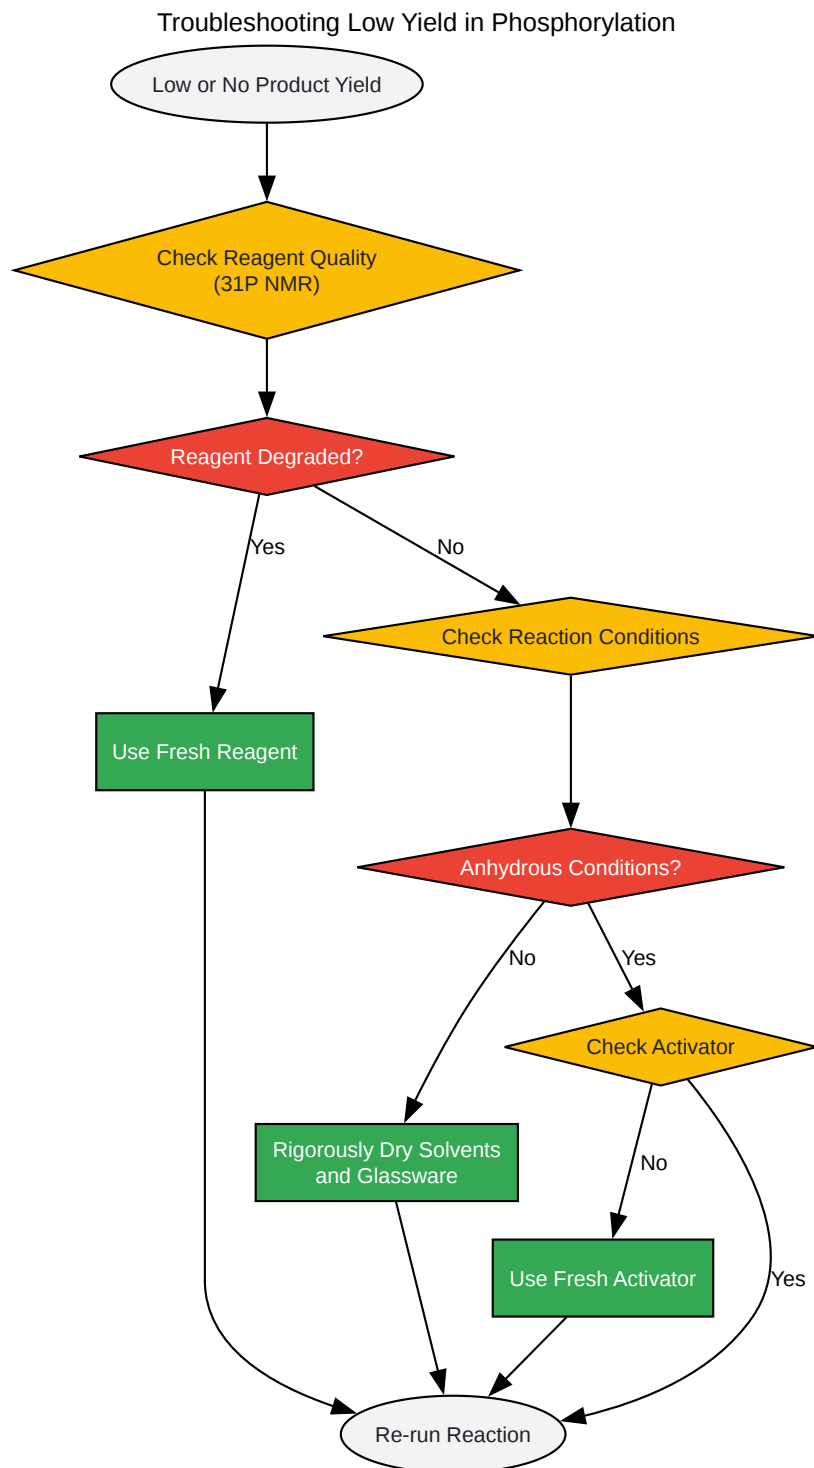 Troubleshooting Low Yield in Phosphorylation
Low or No Product Yield
Check Reagent Quality
(31P NMR)
Reagent Degraded?
Yes
No
Check Reaction Conditions
Use Fresh Reagent
Anhydrous Conditions?
No
Yes
Check Activator
Rigorously Dry Solvents
and Glassware
No
Use Fresh Activator
Yes
Re-run Reaction